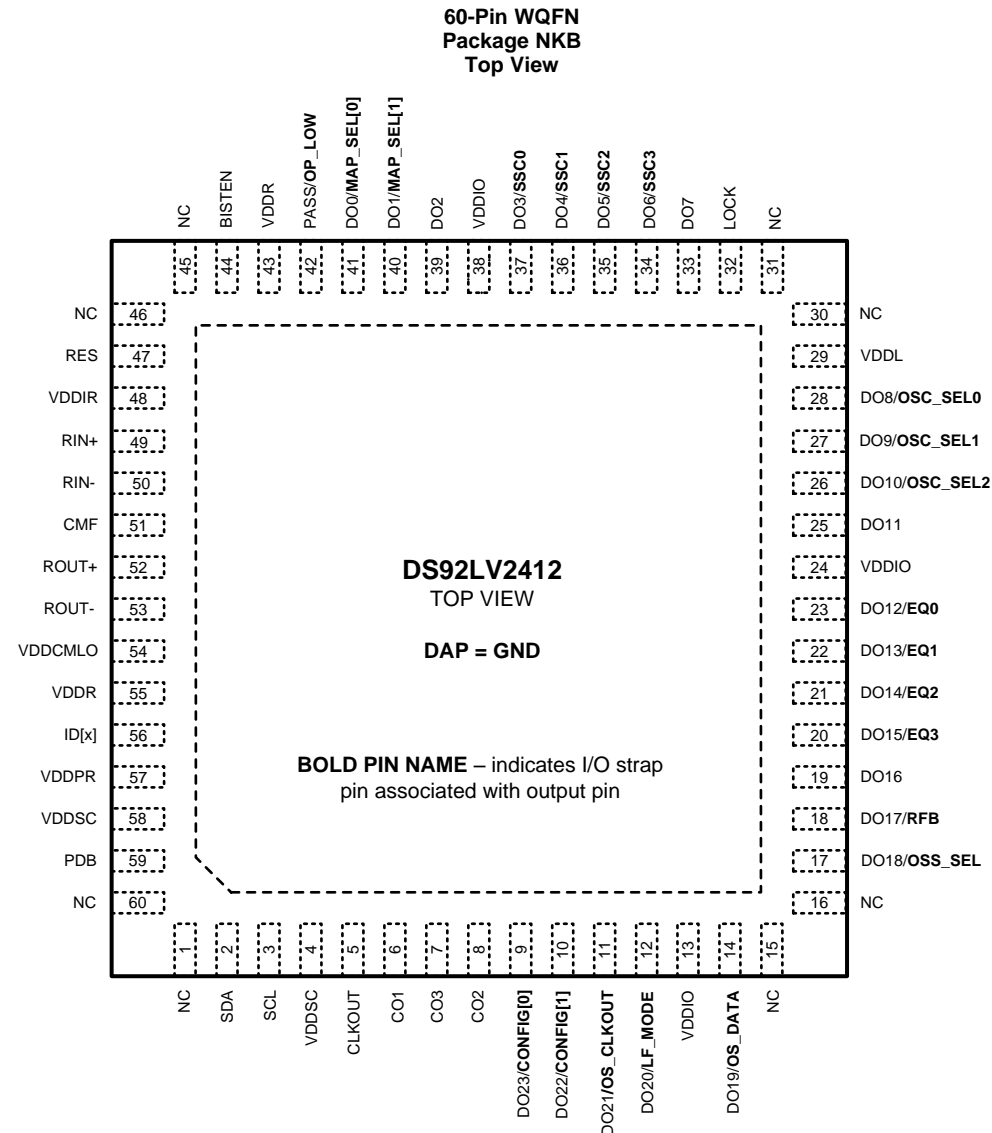 60-Pin WQFN
Package NKB
Top View
NC
BISTEN
VDDR
PASS/OP_LOW
DO0/MAP_SEL[0]
DO1/MAP_SEL[1]
DO2
VDDIO
DO3/SSC0
DO4/SSC1
DO5/SSC2
DO6/SSC3
DO7
LOCK
NC
45
44
43
42
41
40
39
38
37
36
35
34
33
32
31
NC 46
RES 47
VDDIR 48
RIN+ 49
RIN- 50
CMF 51
ROUT+ 52
ROUT- 53
VDDCMLO 54
VDDR 55
ID[x] 56
VDDPR 57
VDDSC 58
PDB 59
NC 60
DS92LV2412
TOP VIEW
DAP = GND
BOLD PIN NAME – indicates I/O strap
pin associated with output pin
30 NC
29 VDDL
28 DO8/OSC_SEL0
27 DO9/OSC_SEL1
26 DO10/OSC_SEL2
25 DO11
24 VDDIO
23 DO12/EQ0
22 DO13/EQ1
21 DO14/EQ2
20 DO15/EQ3
19 DO16
18 DO17/RFB
17 DO18/OSS_SEL
16 NC
1
2
3
4
5
6
7
8
9
10
11
12
13
14
15
NC
SDA
SCL
VDDSC
CLKOUT
CO1
CO3
CO2
DO23/CONFIG[0]
DO22/CONFIG[1]
DO21/OS_CLKOUT
DO20/LF_MODE
VDDIO
DO19/OS_DATA
NC